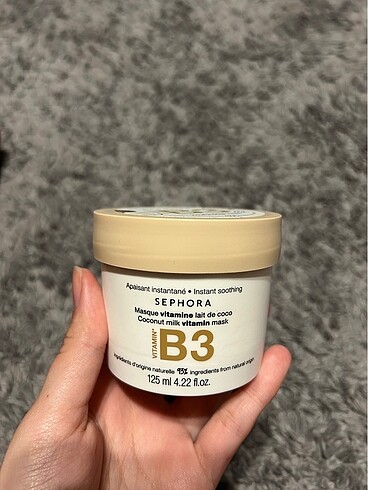 Apaisant instantané • Instant soothing
SEPHORA
Masque vitamine lait de coco
Coconut milk vitamin mask
VITAMIN*
B3
ingrédients d'origine naturelle 95% ingredients from natural origin
125 ml 4.22 fl.oz.